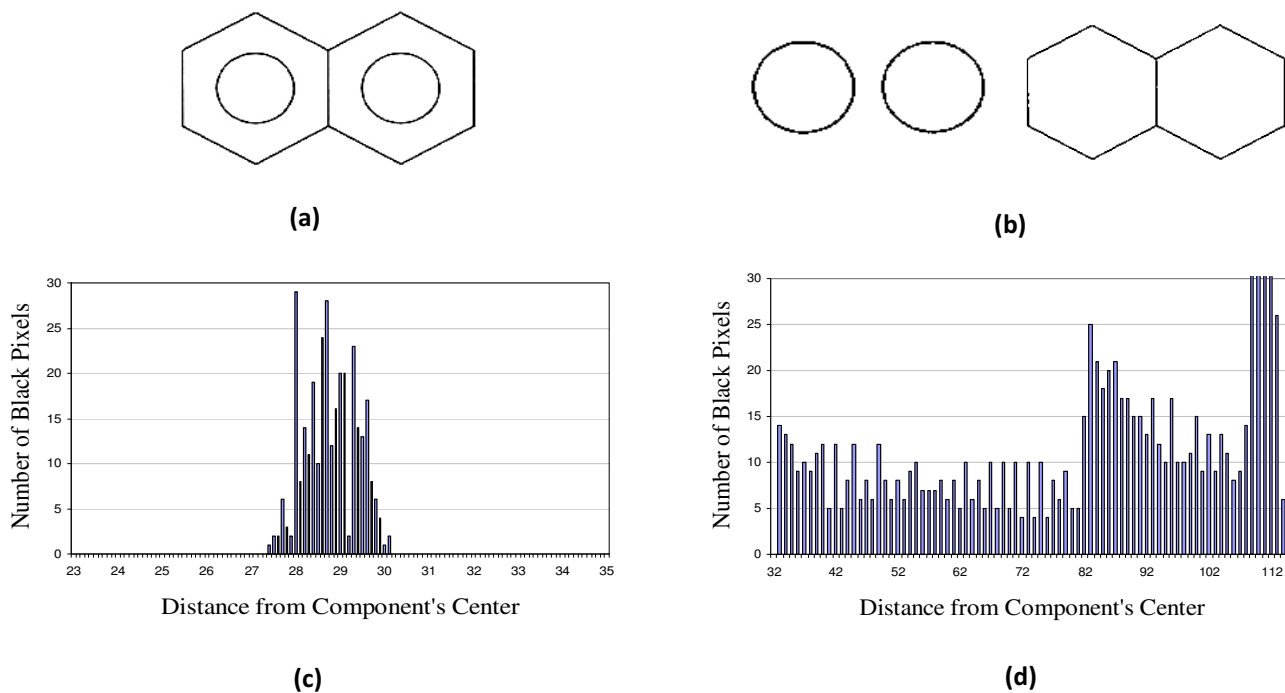 (a)
(b)
30
25
20
15
10
5
0
Number of Black Pixels
23 24 25 26 27 28 29 30 31 32 33 34 35
Distance from Component's Center
(c)
30
25
20
15
10
5
0
Number of Black Pixels
32 42 52 62 72 82 92 102 112
Distance from Component's Center
(d)